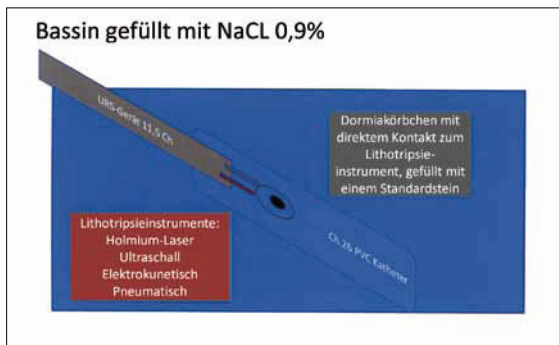 Bassin gefüllt mit NaCL 0,9%
URS-Gerät 11,5 Ch
Dormiakörbchen mit
direktem Kontakt zum
Lithotripsie-
instrument, gefüllt mit
einem Standardstein
Lithotripsieinstrumente:
Holmium-Laser
Ultraschall
Elektrokunetisch
Pneumatisch
Ch.26 PVC Katheter